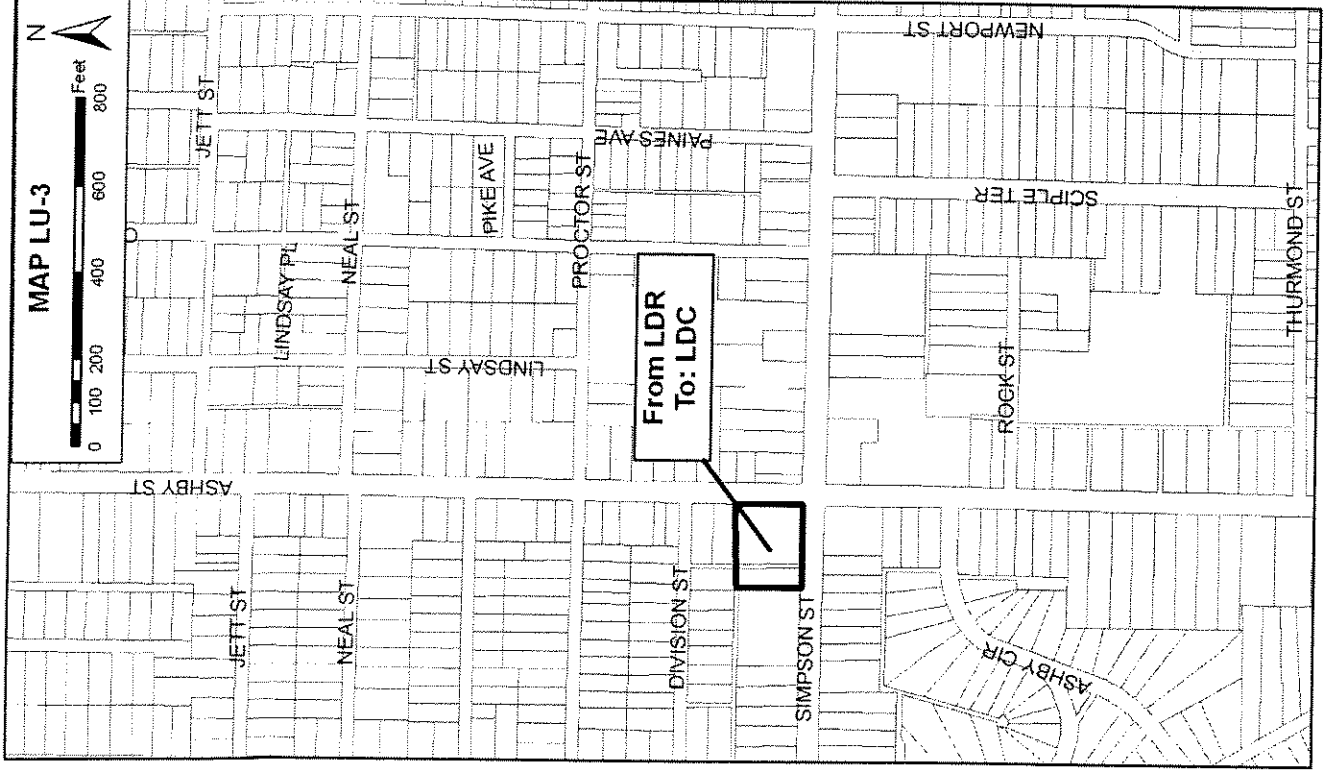 MAP LU-3
N
0 100 200 400 600 800
Feet
JETT ST
NEWPORT ST
ASHBY ST
LINDSAY PL
NEAL ST
PIKE AVE
PAINES AVE
PROCTOR ST
LINDSAY ST
SCIPLE TER
From LDR
To: LDC
JETT ST
NEAL ST
DIVISION ST
ROCK ST
THURMOND ST
SIMPSON ST
ASHBY CIR